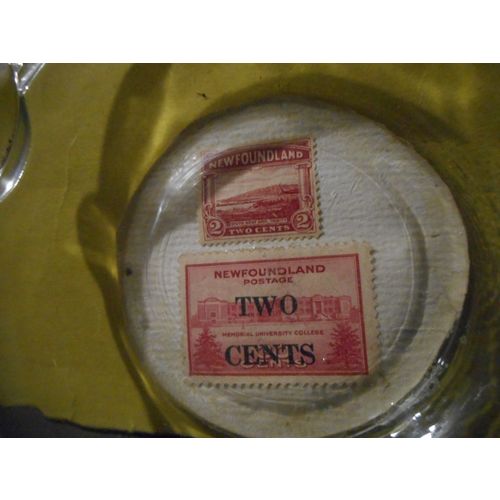 NEWFOUNDLAND
2 2
TWO CENTS
NEWFOUNDLAND
POSTAGE
TWO
MEMORIAL UNIVERSITY COLLEGE
CENTS